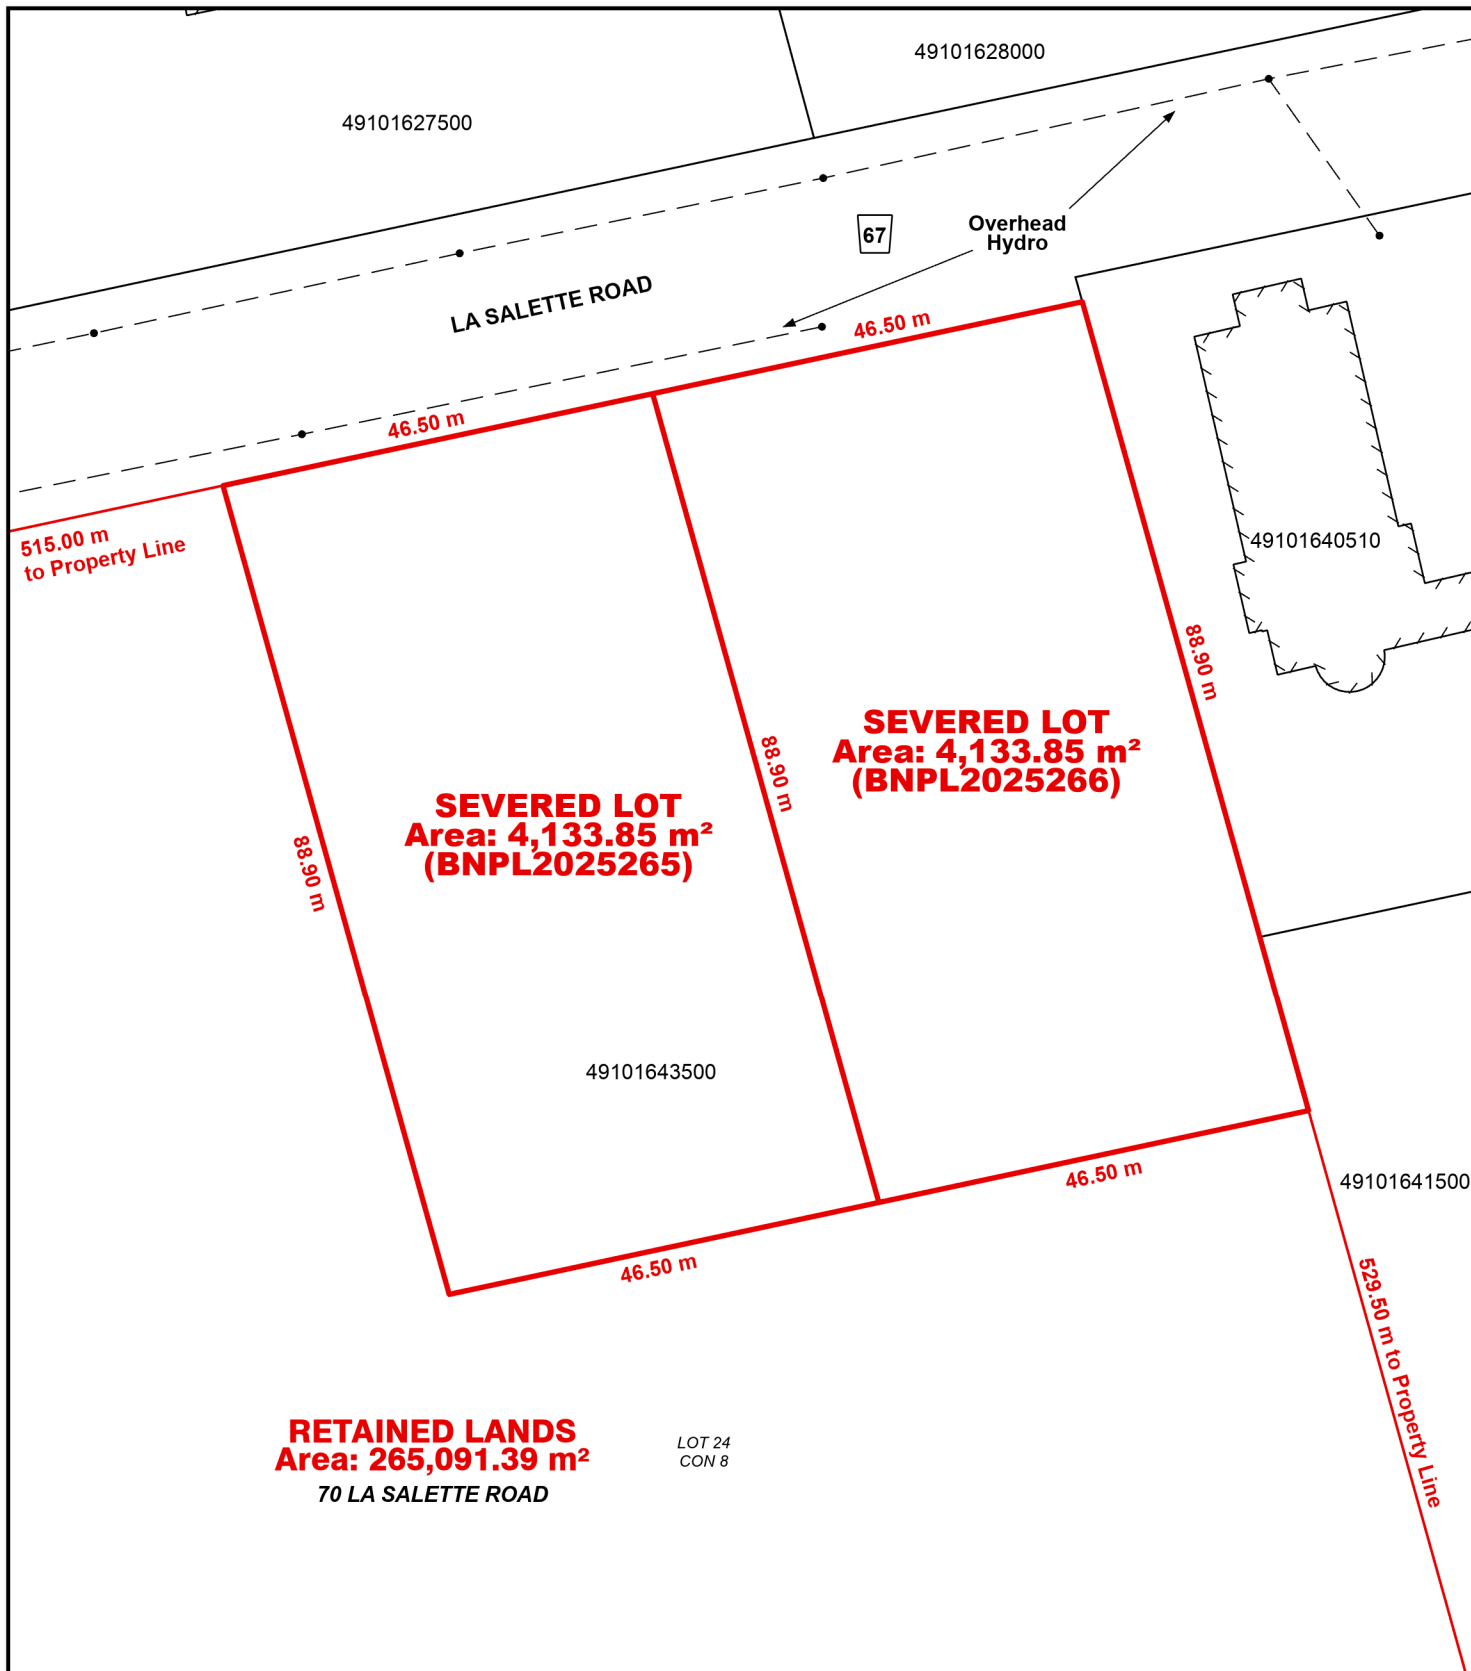 49101628000
49101627500
67
Overhead
Hydro
LA SALETTE ROAD
46.50 m
46.50 m
515.00 m
to Property Line
49101640510
88.90 m
SEVERED LOT
Area: 4,133.85 m²
(BNPL2025266)
88.90 m
SEVERED LOT
Area: 4,133.85 m²
(BNPL2025265)
88.90 m
49101643500
46.50 m
49101641500
46.50 m
529.50 m to Property Line
RETAINED LANDS
Area: 265,091.39 m²
70 LA SALETTE ROAD
LOT 24
CON 8